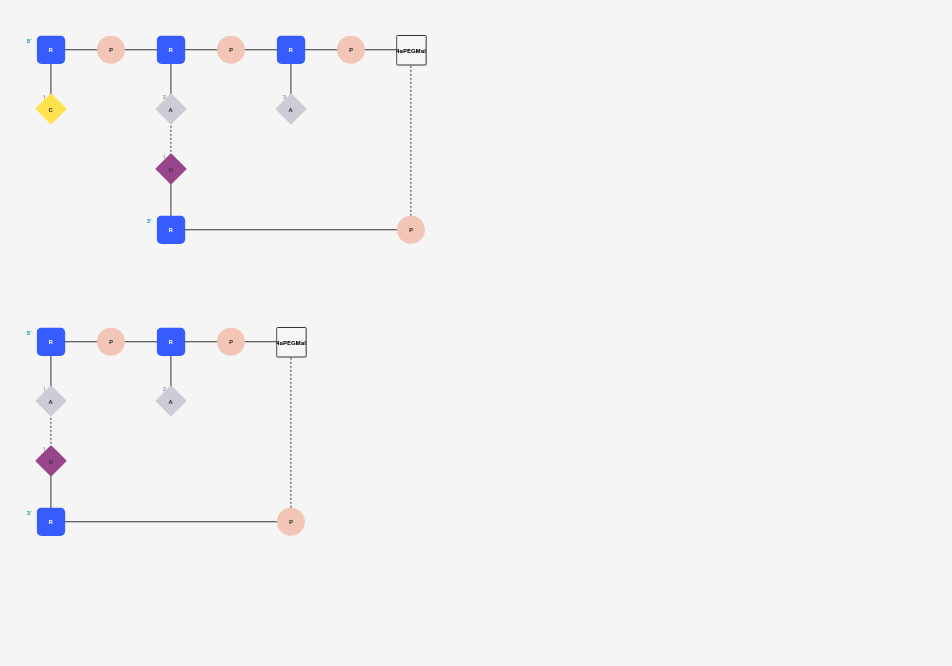 5'
R P R P R P 4aPEGMal
1 2 3
C A A
1
U
3'
R P
5'
R P R P 4aPEGMal
1 2
A A
1
U
3'
R P